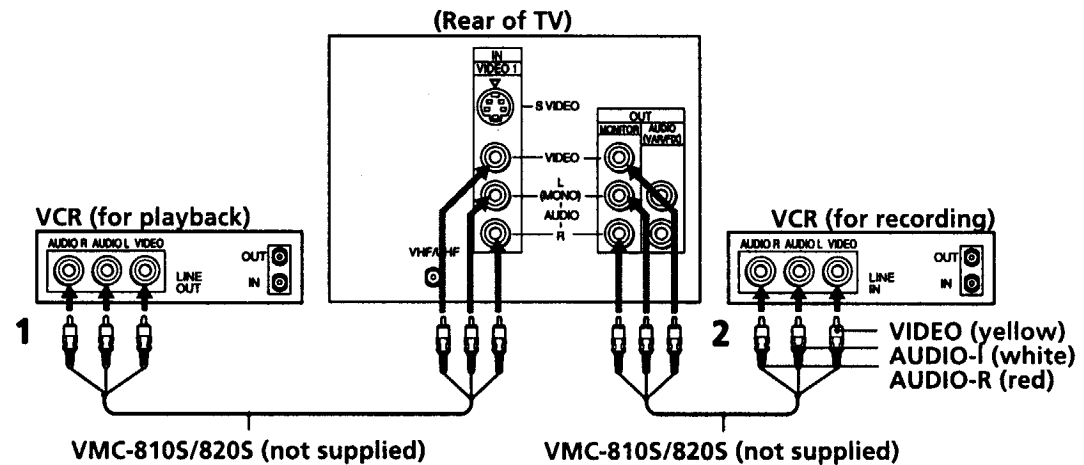 (Rear of TV)
IN
VIDEO 1
S VIDEO
OUT
MONITOR
AUDIO
(VAR/FIX)
VIDEO
L
(MONO)
AUDIO
R
VHF/UHF
VCR (for playback)
AUDIO R AUDIO L VIDEO
LINE
OUT
OUT
IN
VCR (for recording)
AUDIO R AUDIO L VIDEO
LINE
IN
OUT
IN
1
2
VIDEO (yellow)
AUDIO-L (white)
AUDIO-R (red)
VMC-810S/820S (not supplied)
VMC-810S/820S (not supplied)